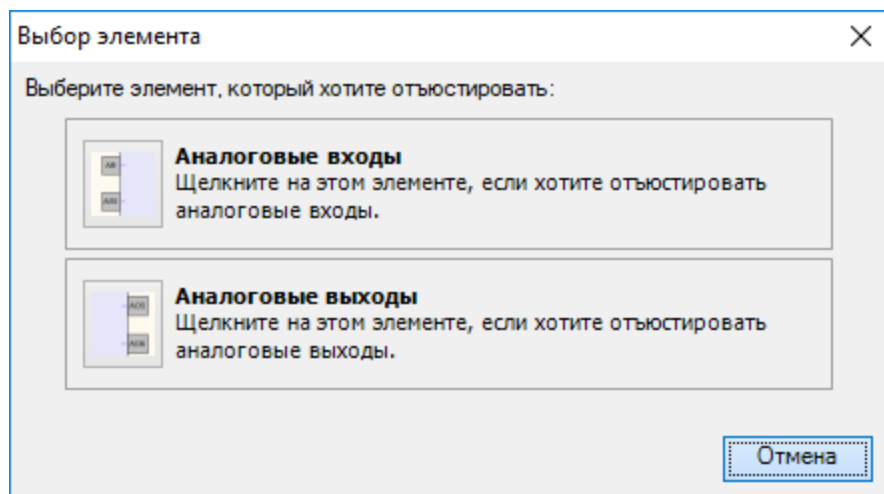 Выбор элемента
Выберите элемент, который хотите отъюстировать:
Аналоговые входы
Щелкните на этом элементе, если хотите отъюстировать
аналоговые входы.
Аналоговые выходы
Щелкните на этом элементе, если хотите отъюстировать
аналоговые выходы.
Отмена